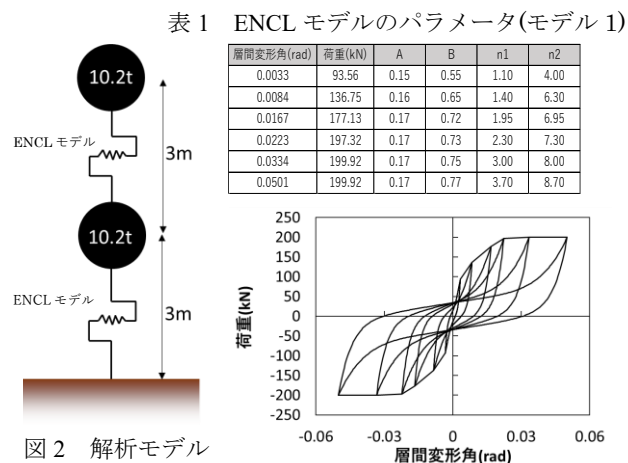 表 1　ENCL モデルのパラメータ(モデル 1)
層間変形角(rad) 荷重(kN) A B n1 n2
0.0033 93.56 0.15 0.55 1.10 4.00
0.0084 136.75 0.16 0.65 1.40 6.30
0.0167 177.13 0.17 0.72 1.95 6.95
0.0223 197.32 0.17 0.73 2.30 7.30
0.0334 199.92 0.17 0.75 3.00 8.00
0.0501 199.92 0.17 0.77 3.70 8.70
10.2t
ENCL モデル
3m
10.2t
ENCL モデル
3m
図 2　解析モデル
荷重(kN)
250
200
150
100
50
0
-50
-100
-150
-200
-250
-0.06 -0.03 0 0.03 0.06
層間変形角(rad)